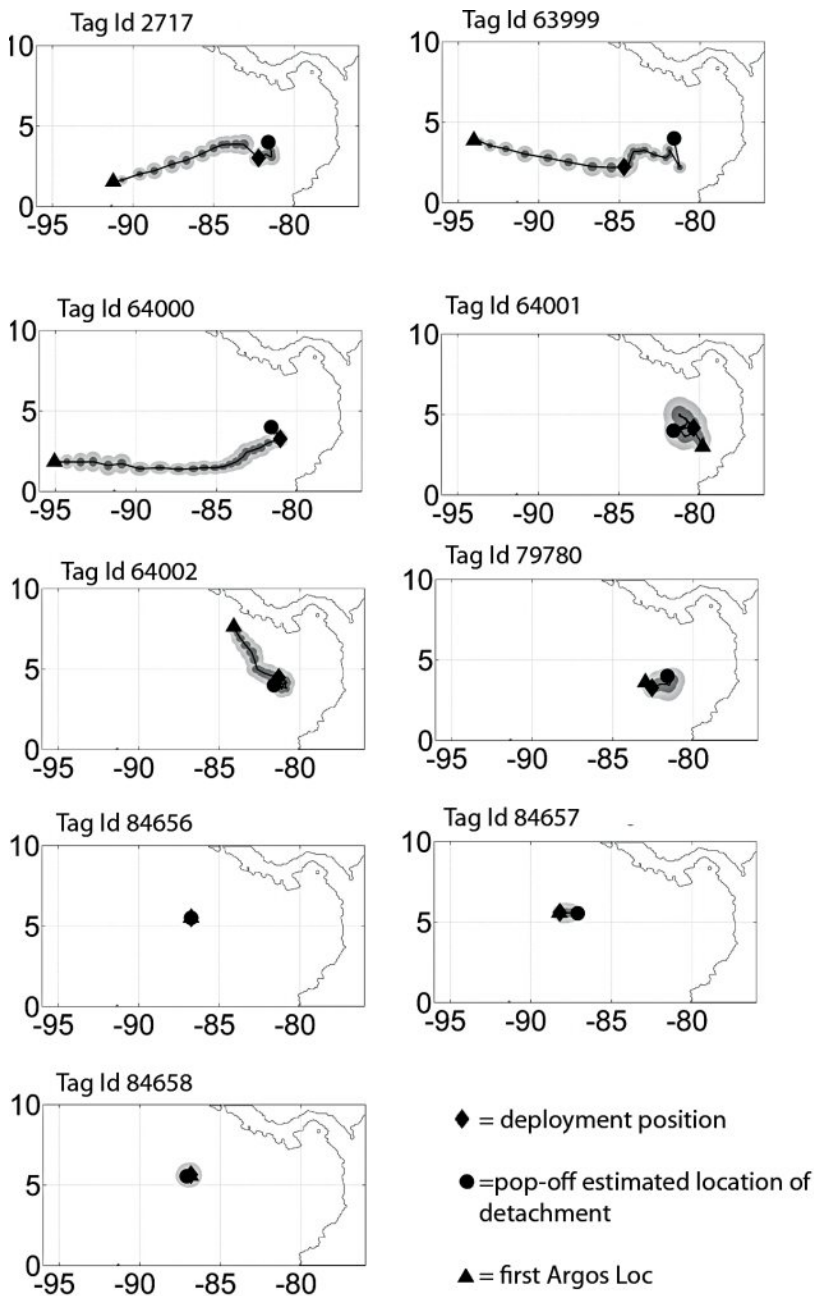 Tag Id 2717
10
5
0
-95 -90 -85 -80
Tag Id 63999
10
5
0
-95 -90 -85 -80
Tag Id 64000
10
5
0
-95 -90 -85 -80
Tag Id 64001
10
5
0
-95 -90 -85 -80
Tag Id 64002
10
5
0
-95 -90 -85 -80
Tag Id 79780
10
5
0
-95 -90 -85 -80
Tag Id 84656
10
5
0
-95 -90 -85 -80
Tag Id 84657
10
5
0
-95 -90 -85 -80
Tag Id 84658
10
5
0
-95 -90 -85 -80
♦ = deployment position
● =pop-off estimated location of
detachment
▲ = first Argos Loc